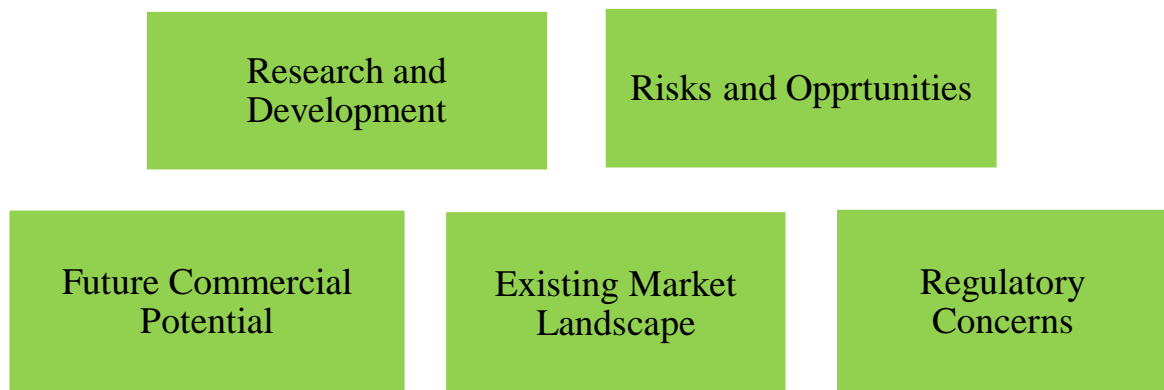 Research and
Development
Risks and Opprtunities
Future Commercial
Potential
Existing Market
Landscape
Regulatory
Concerns